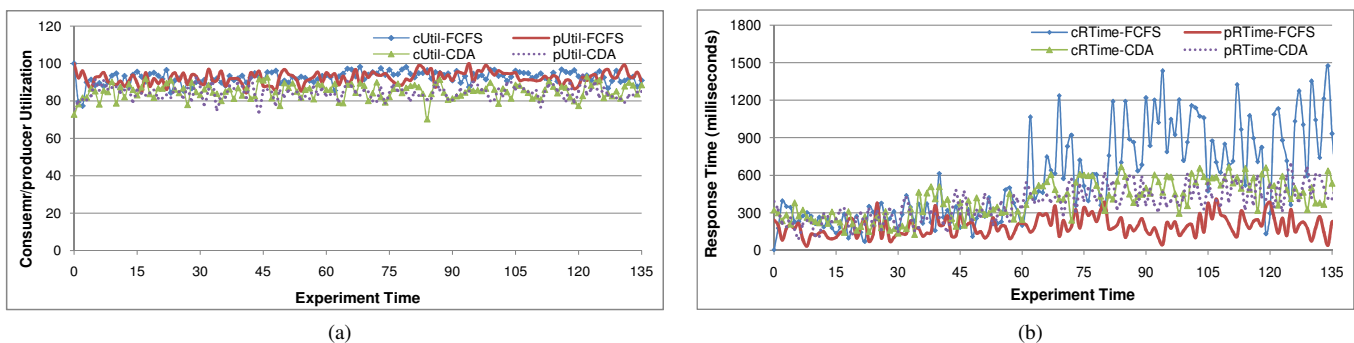 120
100
80
60
40
20
0
Consuemr/producer Utilization
cUtil-FCFS
pUtil-FCFS
cUtil-CDA
pUtil-CDA
0 15 30 45 60 75 90 105 120 135
Experiment Time
(a)
1800
1500
1200
900
600
300
0
Response Time (milliseconds)
cRTime-FCFS
pRTime-FCFS
cRTime-CDA
pRTime-CDA
0 15 30 45 60 75 90 105 120 135
Experiment Time
(b)